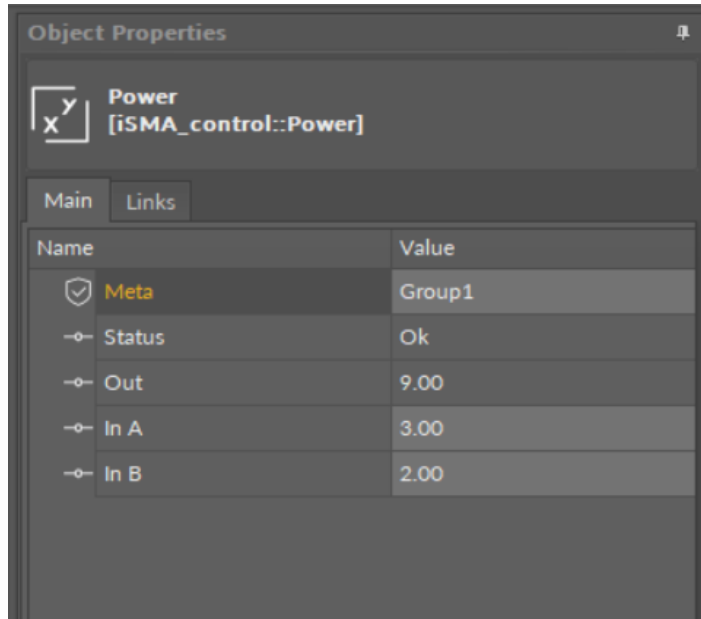 Object Properties
Power
[iSMA_control::Power]
Main Links
Name Value
Meta Group1
Status Ok
Out 9.00
In A 3.00
In B 2.00